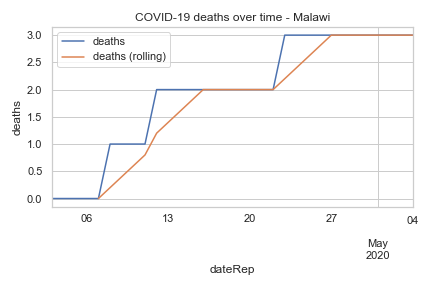 COVID-19 deaths over time - Malawi
deaths
deaths (rolling)
3.0
2.5
2.0
1.5
1.0
0.5
0.0
deaths
06 13 20 27 04
May
2020
dateRep